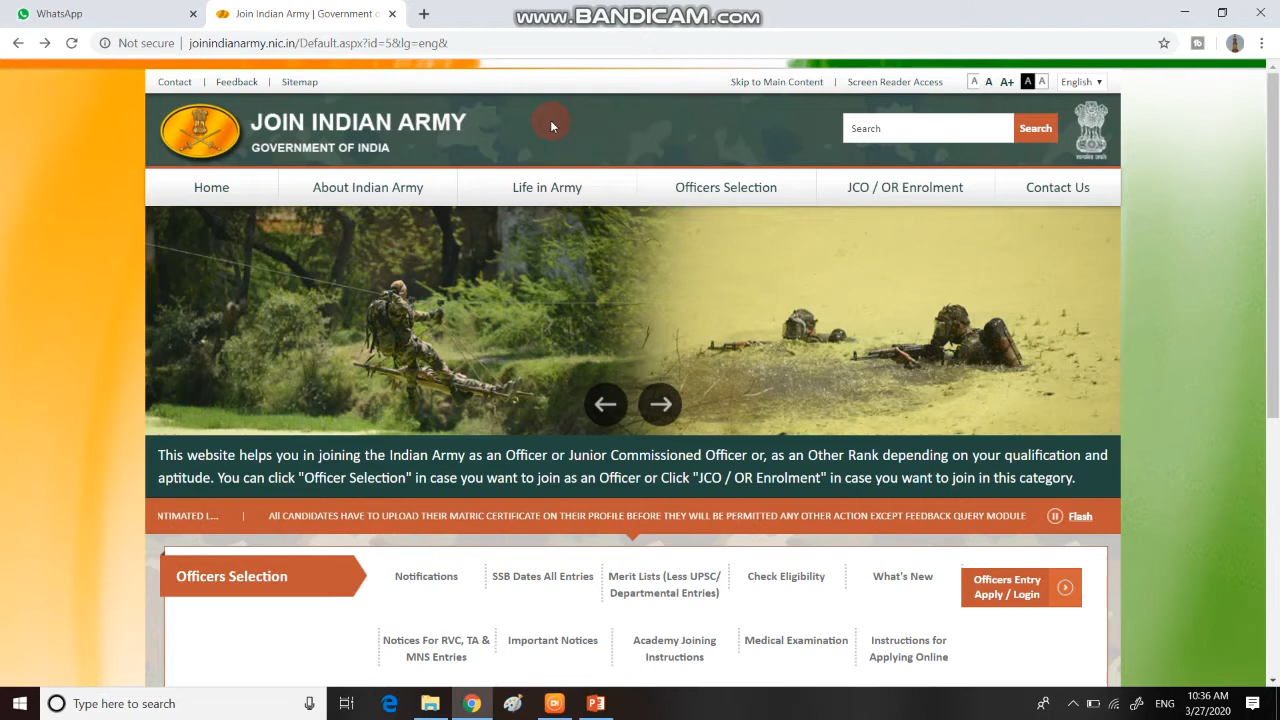 WhatsApp
Join Indian Army | Government o
www.BANDICAM.com
Not secure | joinindianarmy.nic.in/Default.aspx?id=5&lg=eng&
Contact | Feedback | Sitemap
Skip to Main Content | Screen Reader Access
A A A+ A A English
JOIN INDIAN ARMY
GOVERNMENT OF INDIA
Search
Search
Home
About Indian Army
Life in Army
Officers Selection
JCO / OR Enrolment
Contact Us
This website helps you in joining the Indian Army as an Officer or Junior Commissioned Officer or, as an Other Rank depending on your qualification and
aptitude. You can click "Officer Selection" in case you want to join as an Officer or Click "JCO / OR Enrolment" in case you want to join in this category.
NTIMATED L... | All CANDIDATES HAVE TO UPLOAD THEIR MATRIC CERTIFICATE ON THEIR PROFILE BEFORE THEY WILL BE PERMITTED ANY OTHER ACTION EXCEPT FEEDBACK QUERY MODULE
Flash
Officers Selection
Notifications
SSB Dates All Entries
Merit Lists (Less UPSC/
Departmental Entries)
Check Eligibility
What's New
Officers Entry
Apply / Login
Notices For RVC, TA &
MNS Entries
Important Notices
Academy Joining
Instructions
Medical Examination
Instructions for
Applying Online
Type here to search
ENG
10:36 AM
3/27/2020